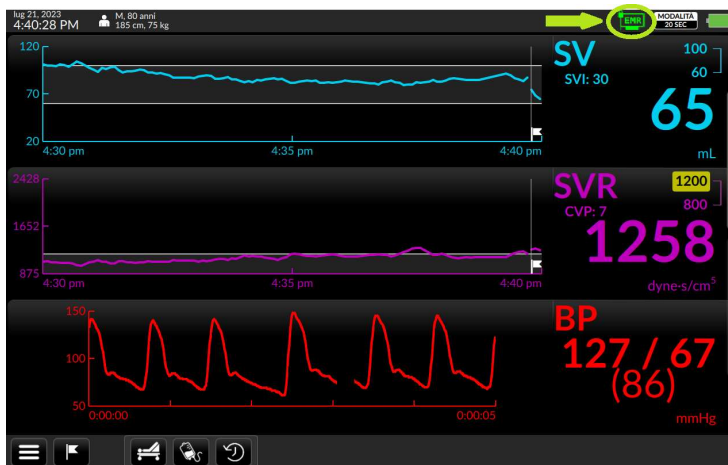 lug 21, 2023
4:40:28 PM
M, 80 anni
185 cm, 75 kg
EMR
MODALITÀ
20 SEC
120
70
20
4:30 pm
4:35 pm
4:40 pm
SV
SVI: 30
100
60
65
mL
2428
1652
875
4:30 pm
4:35 pm
4:40 pm
SVR
CVP: 7
1200
800
1258
dyne·s/cm⁵
150
100
50
0:00:00
0:00:05
BP
127 / 67
(86)
mmHg